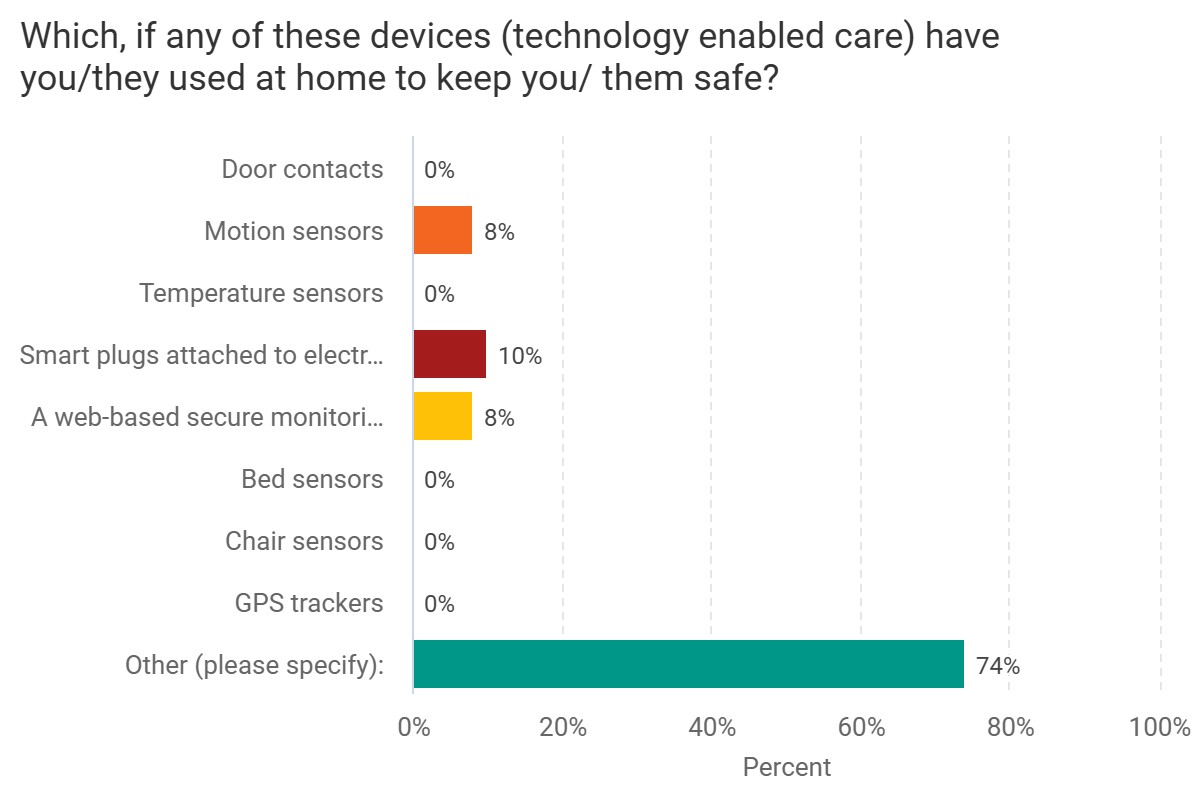 Which, if any of these devices (technology enabled care) have
you/they used at home to keep you/ them safe?
Door contacts 0%
Motion sensors 8%
Temperature sensors 0%
Smart plugs attached to electr... 10%
A web-based secure monitori... 8%
Bed sensors 0%
Chair sensors 0%
GPS trackers 0%
Other (please specify): 74%
0% 20% 40% 60% 80% 100%
Percent